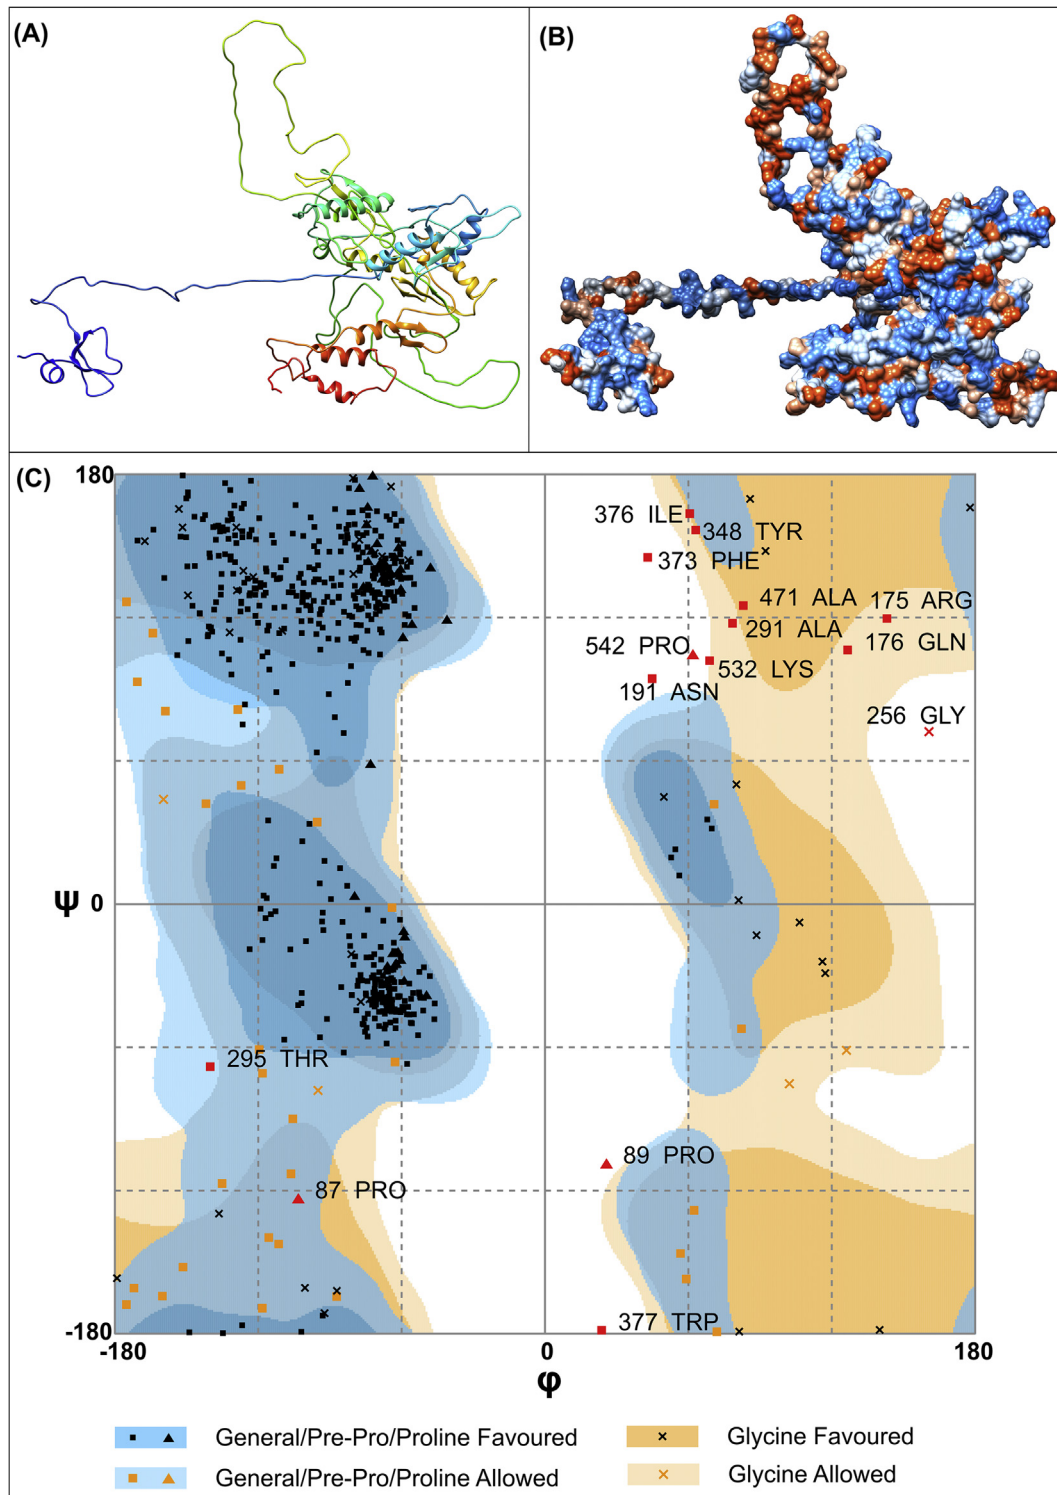 (A)
(B)
(C)
180
376 ILE
348 TYR
373 PHE
471 ALA
175 ARG
291 ALA
542 PRO
176 GLN
532 LYS
191 ASN
256 GLY
Ψ 0
295 THR
89 PRO
87 PRO
377 TRP
-180
-180
0
180
φ
General/Pre-Pro/Proline Favoured
Glycine Favoured
General/Pre-Pro/Proline Allowed
Glycine Allowed